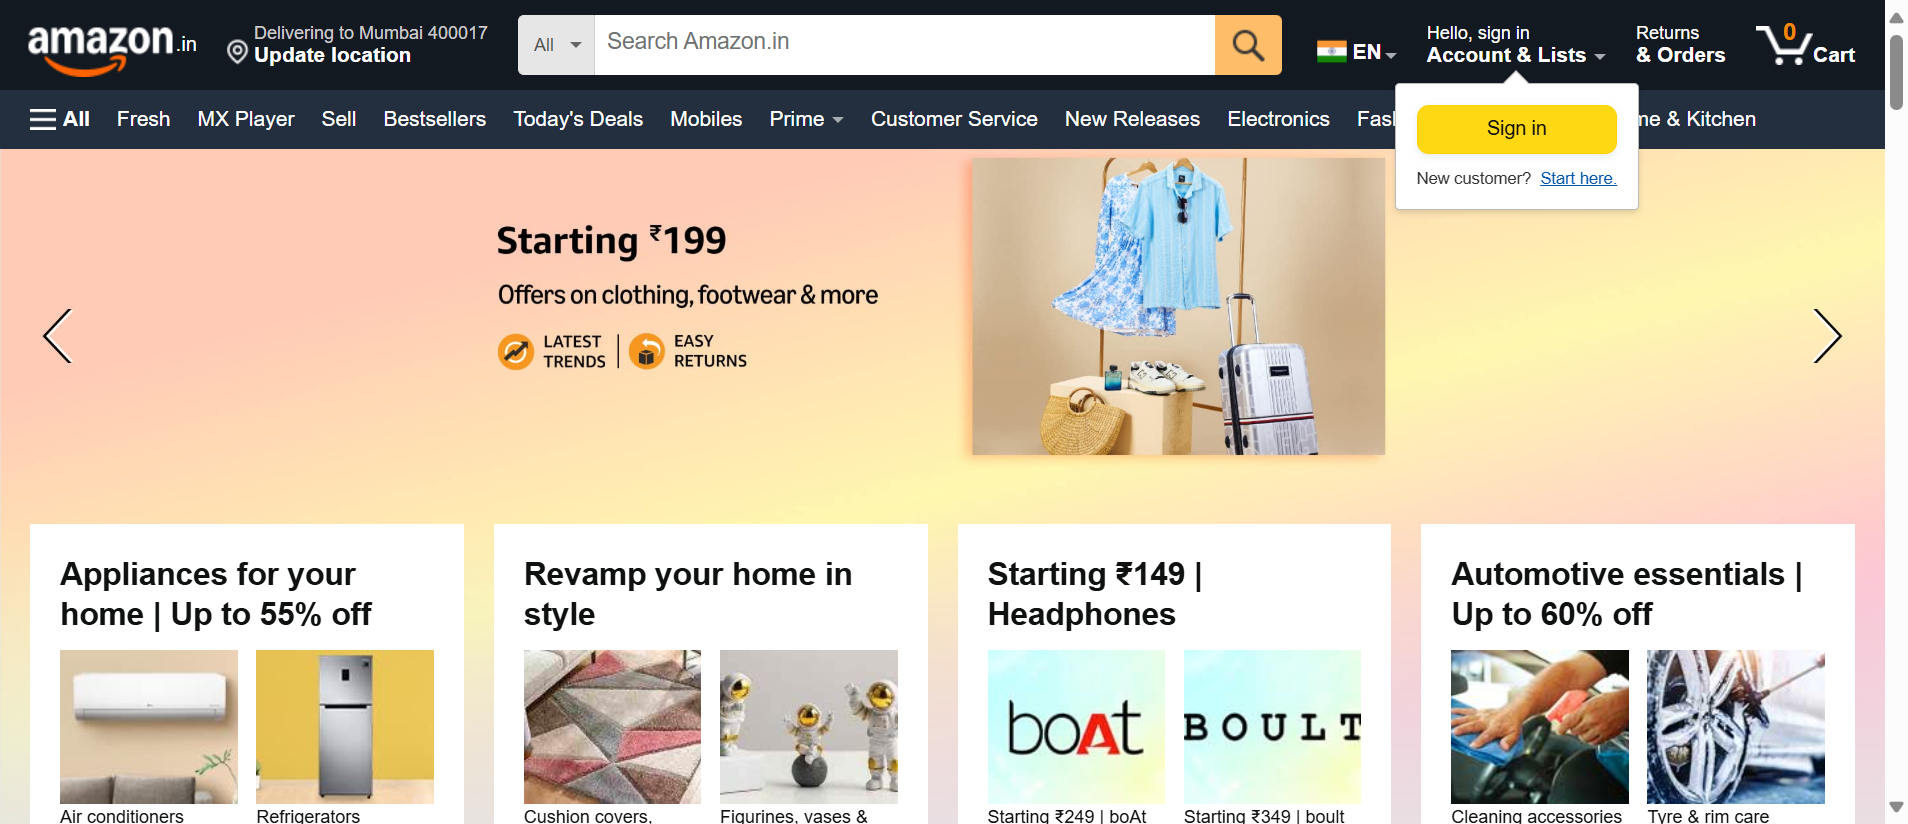 amazon.in
Delivering to Mumbai 400017
Update location
All
Search Amazon.in
EN
Hello, sign in
Account & Lists
Returns
& Orders
0
Cart
All
Fresh
MX Player
Sell
Bestsellers
Today's Deals
Mobiles
Prime
Customer Service
New Releases
Electronics
Fas
me & Kitchen
Sign in
New customer? Start here.
Starting ₹199
Offers on clothing, footwear & more
LATEST
TRENDS
EASY
RETURNS
Appliances for your
home | Up to 55% off
Air conditioners
Refrigerators
Revamp your home in
style
Cushion covers,
Figurines, vases &
Starting ₹149 |
Headphones
boAt
BOULT
Starting ₹249 | boAt
Starting ₹349 | boult
Automotive essentials |
Up to 60% off
Cleaning accessories
Tyre & rim care